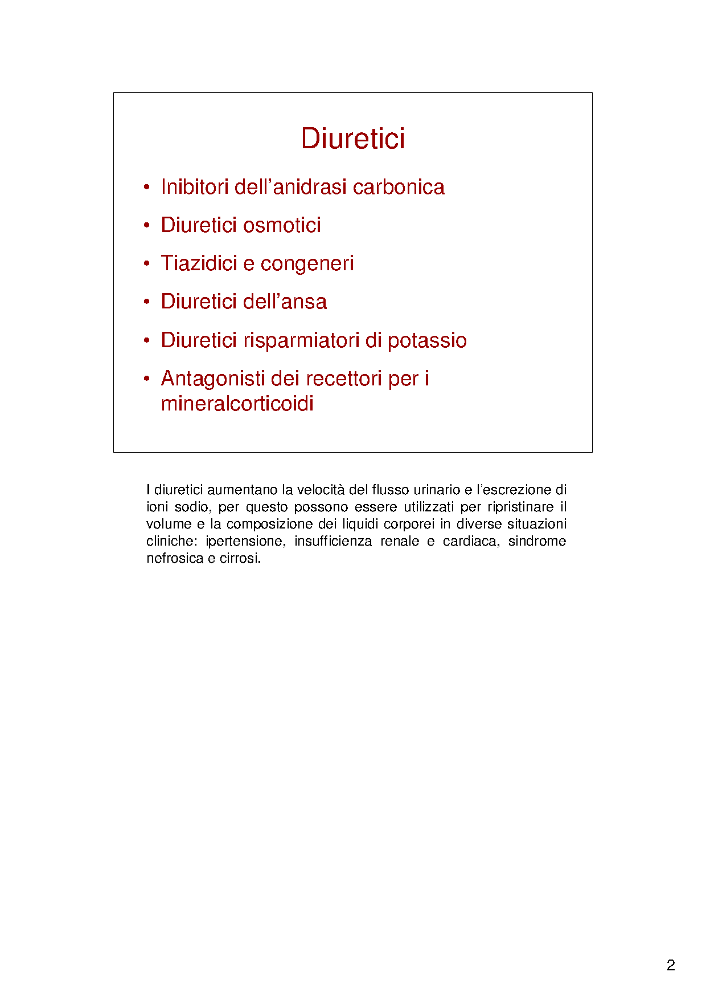 Diuretici
• Inibitori dell’anidrasi carbonica
• Diuretici osmotici
• Tiazidici e congeneri
• Diuretici dell’ansa
• Diuretici risparmiatori di potassio
• Antagonisti dei recettori per i
mineralcorticoidi
I diuretici aumentano la velocità del flusso urinario e l’escrezione di
ioni sodio, per questo possono essere utilizzati per ripristinare il
volume e la composizione dei liquidi corporei in diverse situazioni
cliniche: ipertensione, insufficienza renale e cardiaca, sindrome
nefrosica e cirrosi.
2